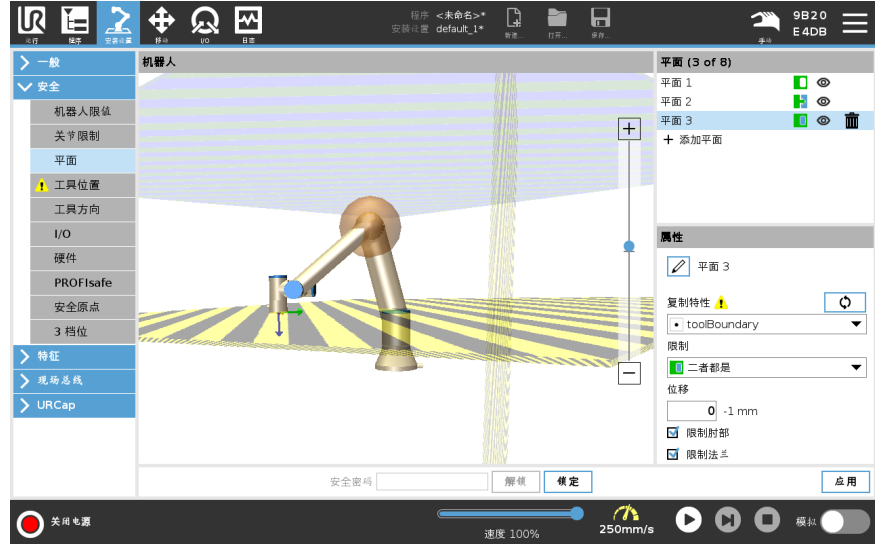 UR
运行
程序
安装设置
移动
I/O
日志
程序 <未命名>*
安装设置 default_1*
新建...
打开...
保存...
手动
9B20
E4DB
一般
安全
机器人限值
关节限制
平面
工具位置
工具方向
I/O
硬件
PROFIsafe
安全原点
3 档位
特征
现场总线
URCap
机器人
平面 (3 of 8)
平面 1
平面 2
平面 3
添加平面
属性
平面 3
复制特性
toolBoundary
限制
二者都是
位移
0 -1 mm
限制肘部
限制法兰
安全密码
解锁
锁定
应用
关闭电源
速度 100%
250mm/s
模拟